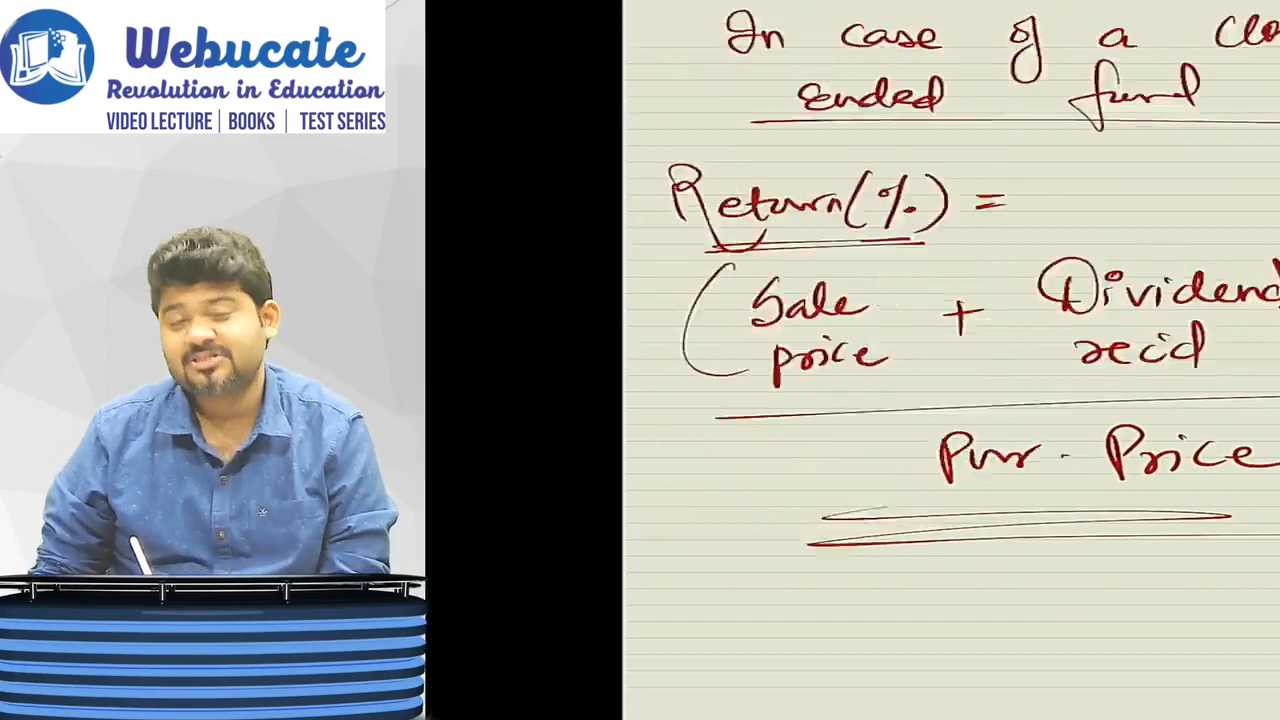 Webucate
Revolution in Education
VIDEO LECTURE | BOOKS | TEST SERIES
In case of a
ended fund
Return (%) =
( Sale price + Dividend recd
Pur. Price